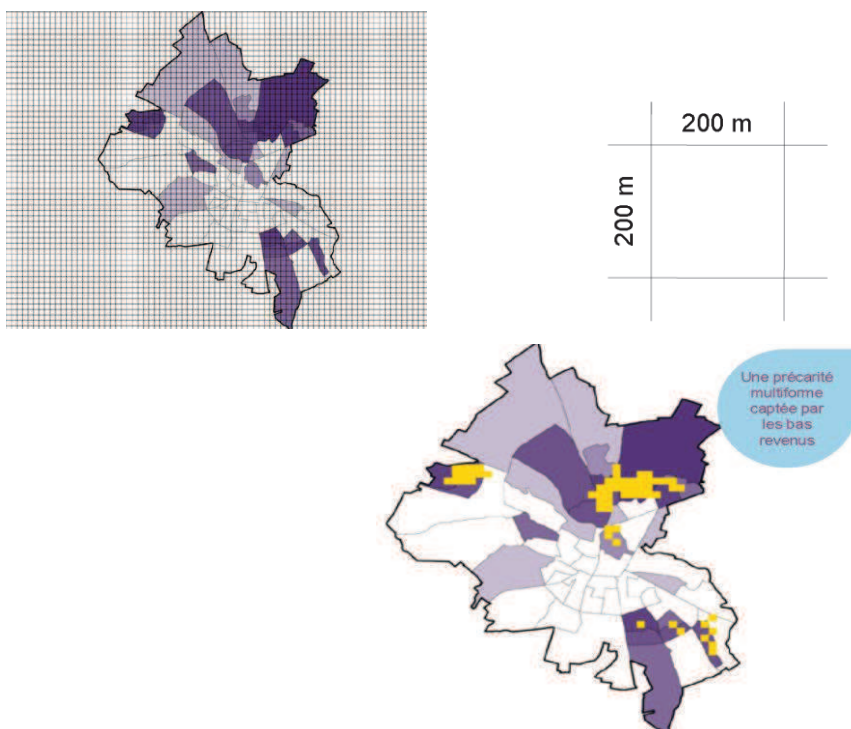 200 m
200 m
Une précarité
multiforme
captée par
les bas
revenus